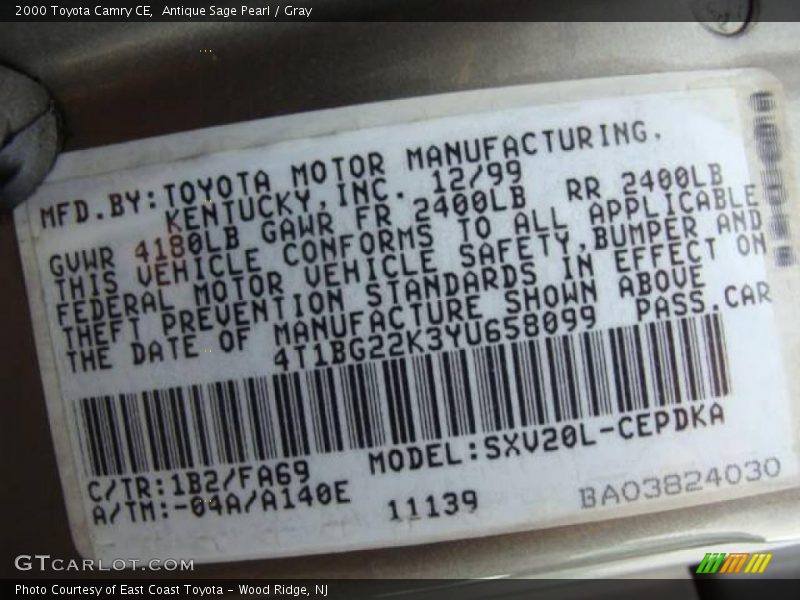 2000 Toyota Camry CE, Antique Sage Pearl / Gray
MFD.BY:TOYOTA MOTOR MANUFACTURING.
KENTUCKY,INC. 12/99
GVWR 4180LB GAWR FR 2400LB RR 2400LB
THIS VEHICLE CONFORMS TO ALL APPLICABLE
FEDERAL MOTOR VEHICLE SAFETY,BUMPER AND
THEFT PREVENTION STANDARDS IN EFFECT ON
THE DATE OF MANUFACTURE SHOWN ABOVE
4T1BG22K3YU658099 PASS.CAR
C/TR:1B2/FA69 MODEL:SXV20L-CEPDKA
A/TM:-04A/A140E 11139 BA03824030
GTCARLOT.COM
Photo Courtesy of East Coast Toyota - Wood Ridge, NJ